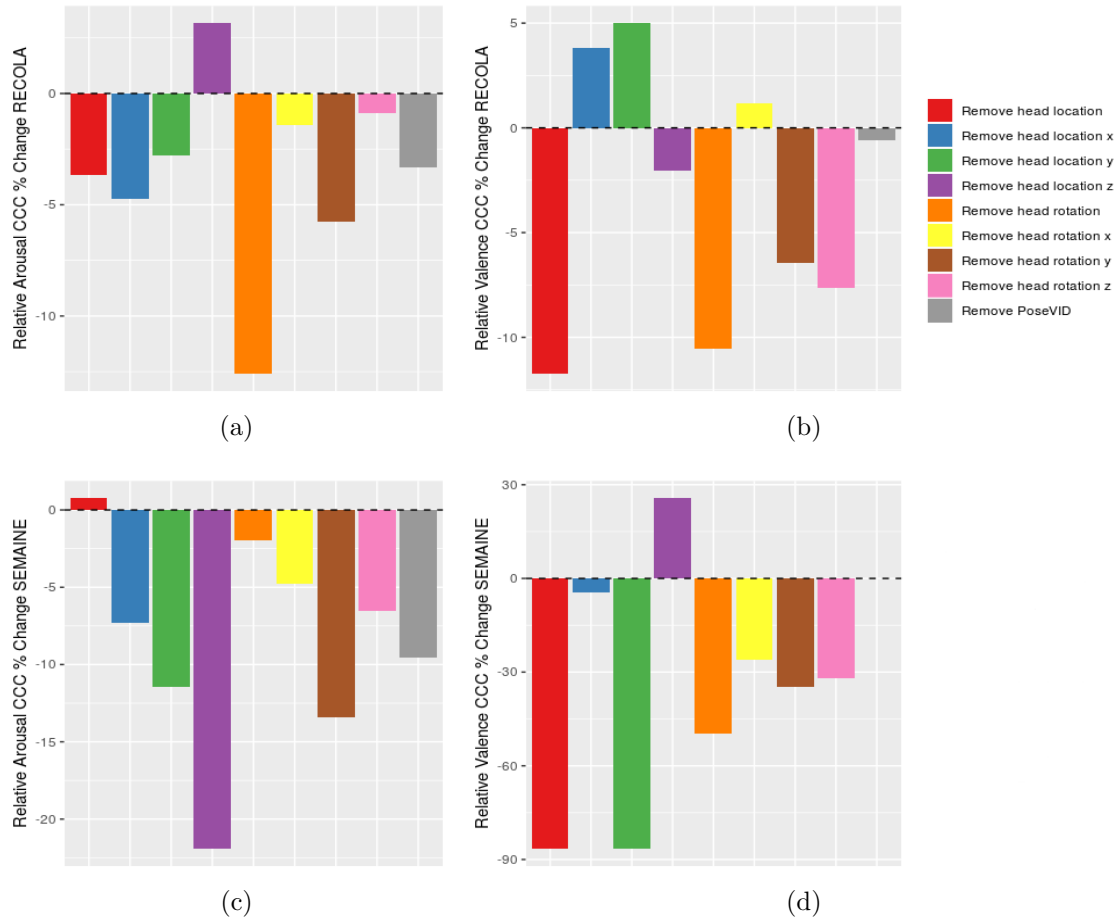 Relative Arousal CCC % Change RECOLA
0
-5
-10
(a)
Relative Valence CCC % Change RECOLA
5
0
-5
-10
(b)
Remove head location
Remove head location x
Remove head location y
Remove head location z
Remove head rotation
Remove head rotation x
Remove head rotation y
Remove head rotation z
Remove PoseVID
Relative Arousal CCC % Change SEMAINE
0
-5
-10
-15
-20
(c)
Relative Valence CCC % Change SEMAINE
30
0
-30
-60
-90
(d)